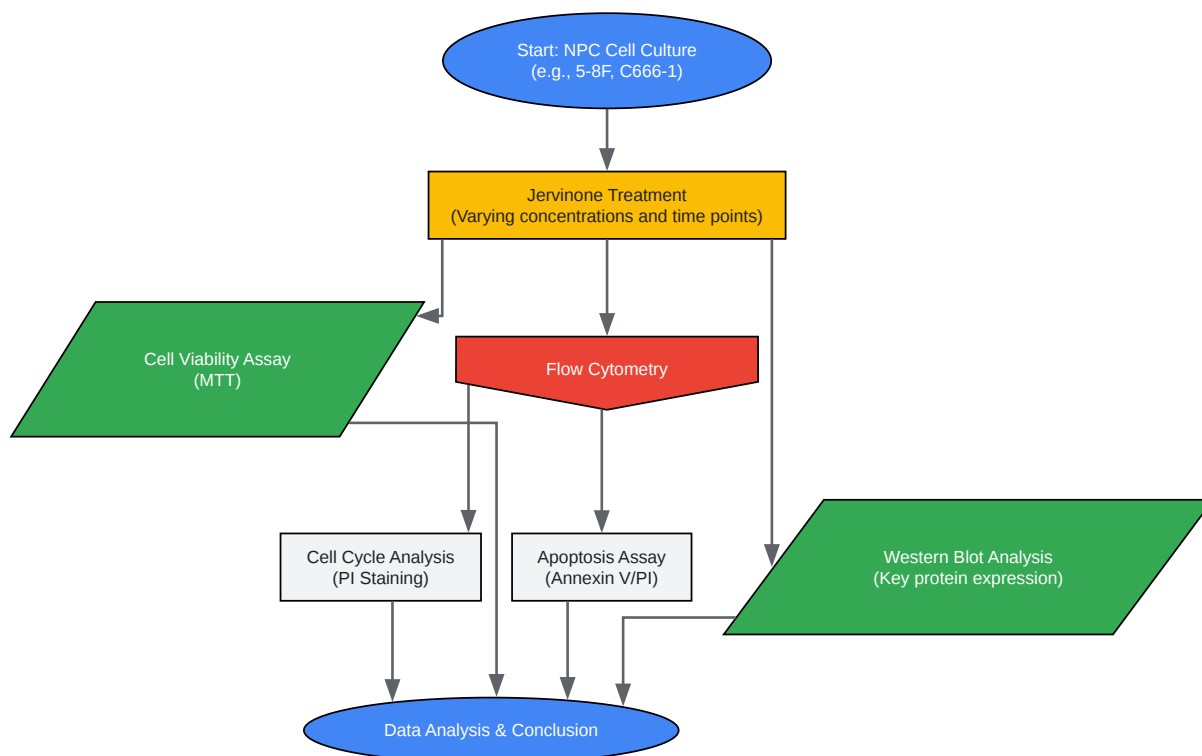 Start: NPC Cell Culture
(e.g., 5-8F, C666-1)
Jervinone Treatment
(Varying concentrations and time points)
Cell Viability Assay
(MTT)
Flow Cytometry
Cell Cycle Analysis
(PI Staining)
Apoptosis Assay
(Annexin V/PI)
Western Blot Analysis
(Key protein expression)
Data Analysis & Conclusion